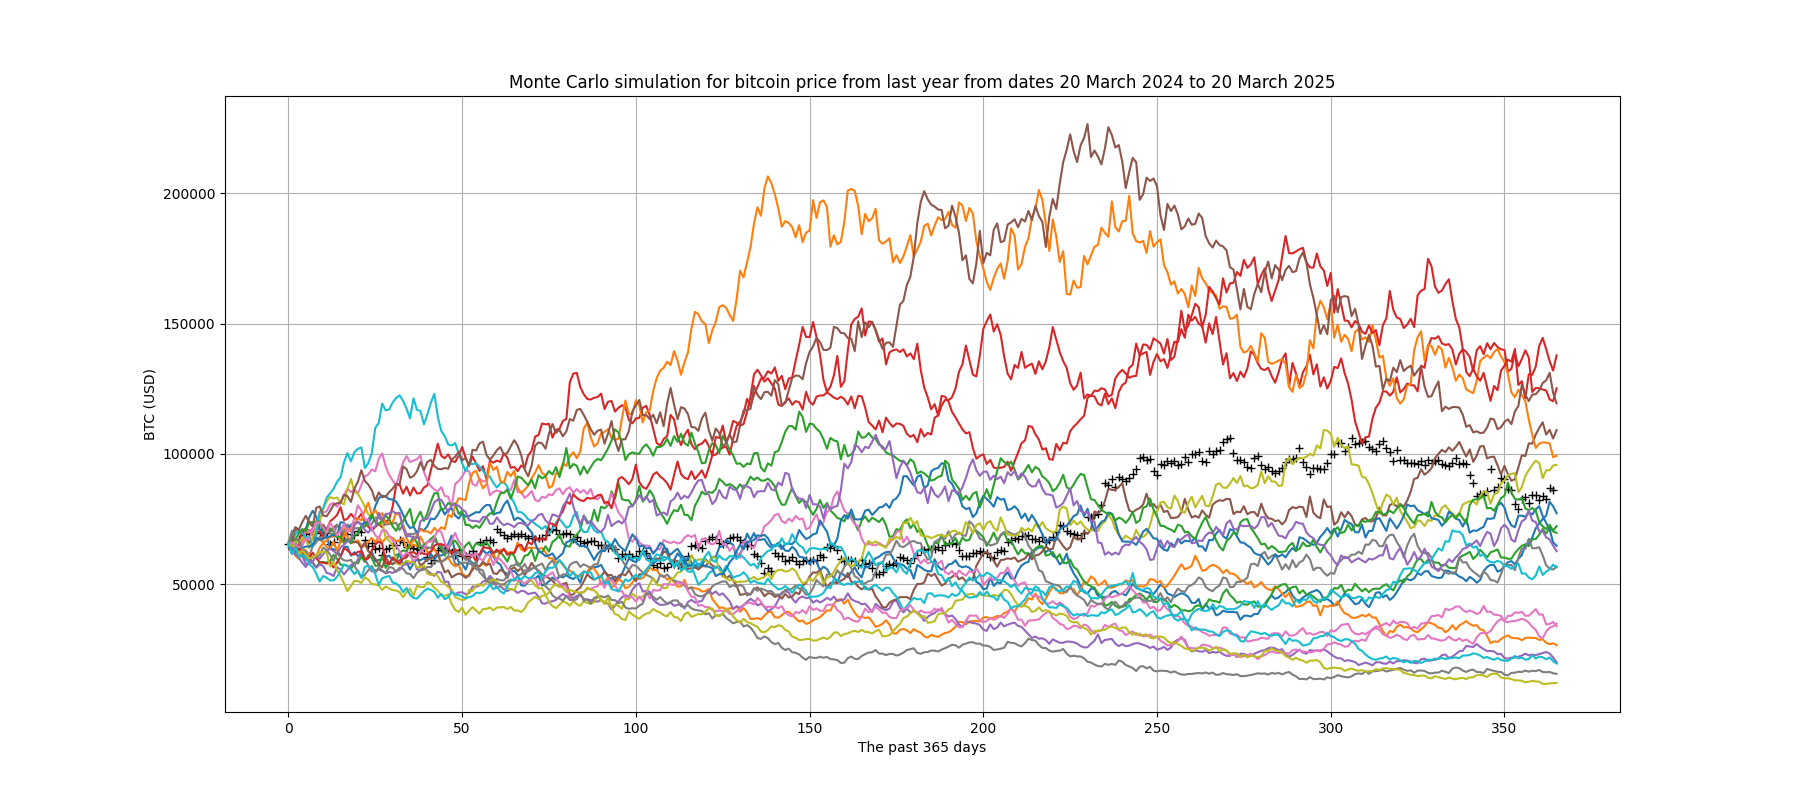 Monte Carlo simulation for bitcoin price from last year from dates 20 March 2024 to 20 March 2025
200000
150000
100000
50000
BTC (USD)
0 50 100 150 200 250 300 350
The past 365 days